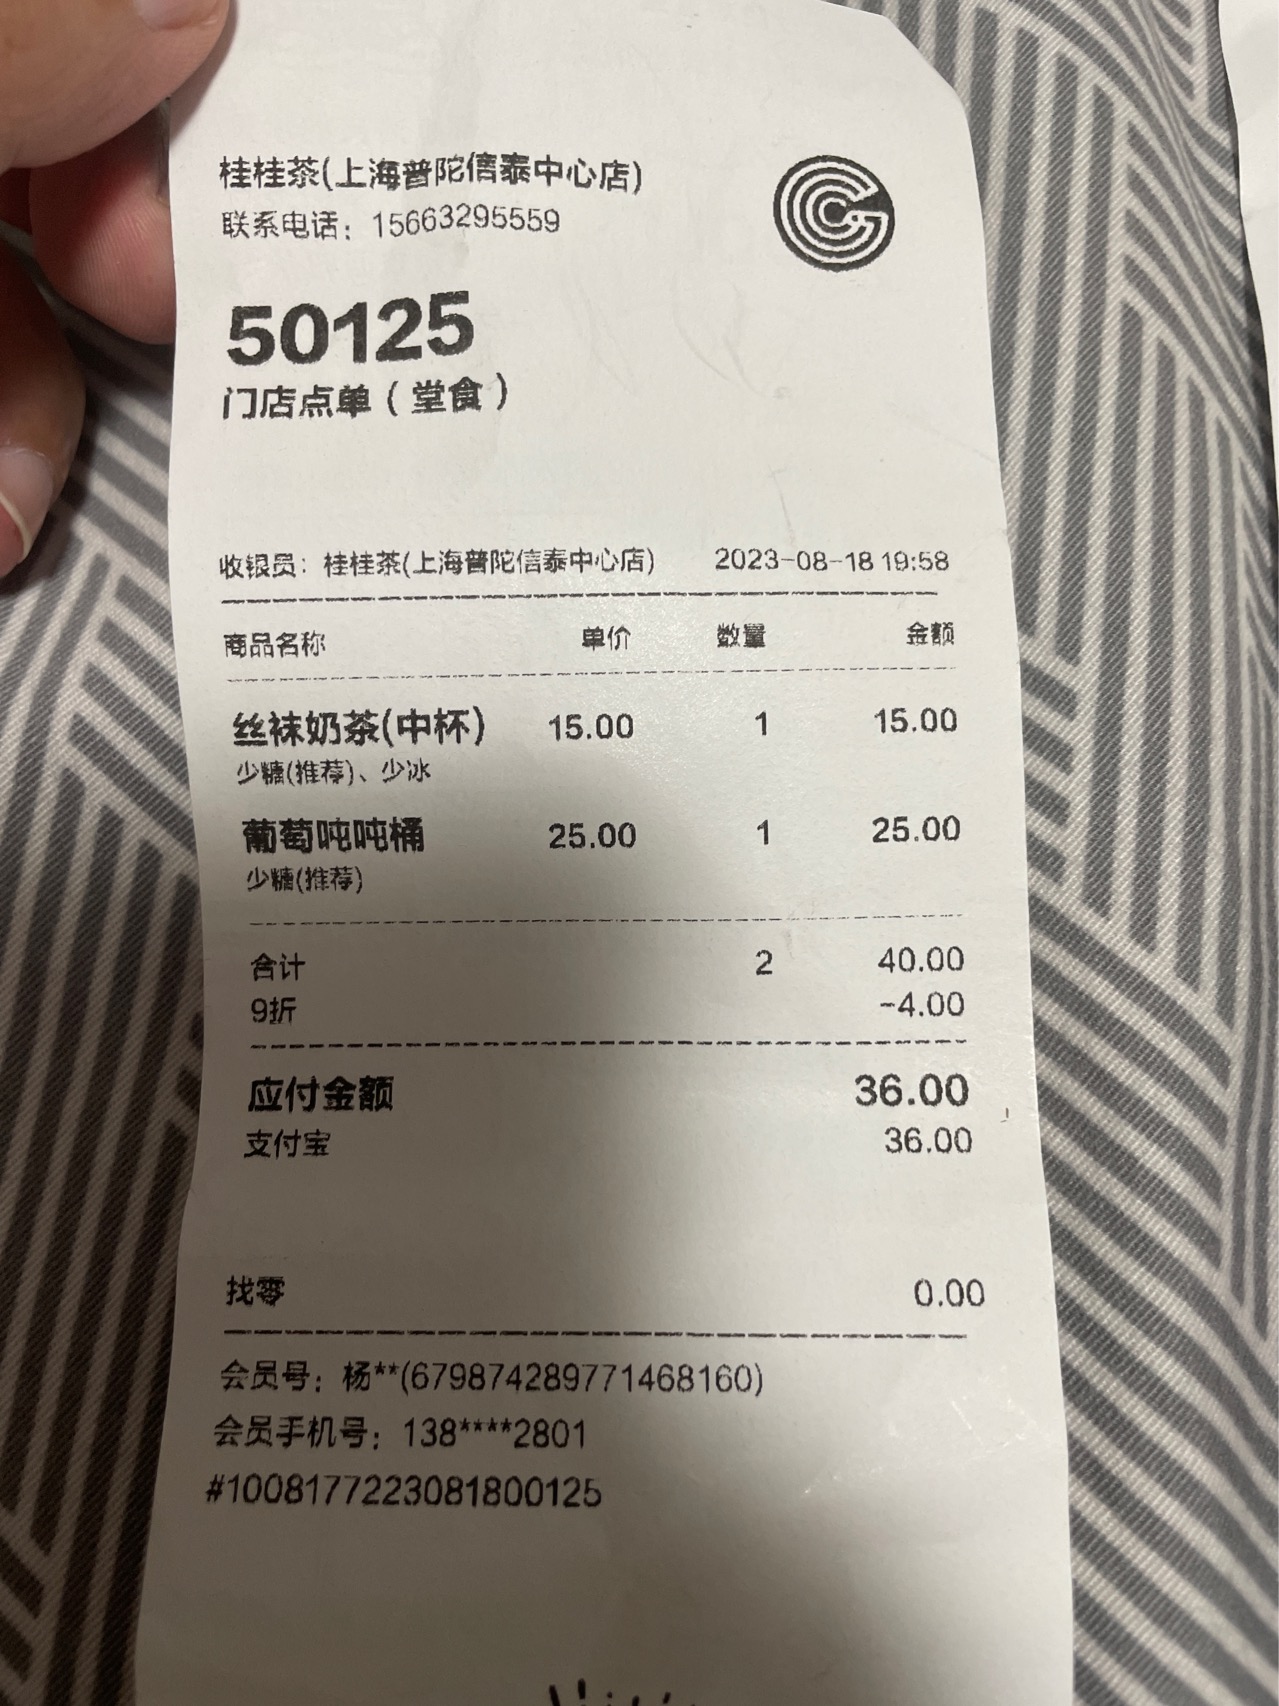 桂桂茶(上海普陀信泰中心店)
联系电话：15663295559
50125
门店点单（堂食）
收银员：桂桂茶(上海普陀信泰中心店) 2023-08-18 19:58
商品名称 单价 数量 金额
丝袜奶茶(中杯) 15.00 1 15.00
少糖(推荐)、少冰
葡萄吨吨桶 25.00 1 25.00
少糖(推荐)
合计 2 40.00
9折 -4.00
应付金额 36.00
支付宝 36.00
找零 0.00
会员号：杨**(679874289771468160)
会员手机号：138****2801
#1008177223081800125